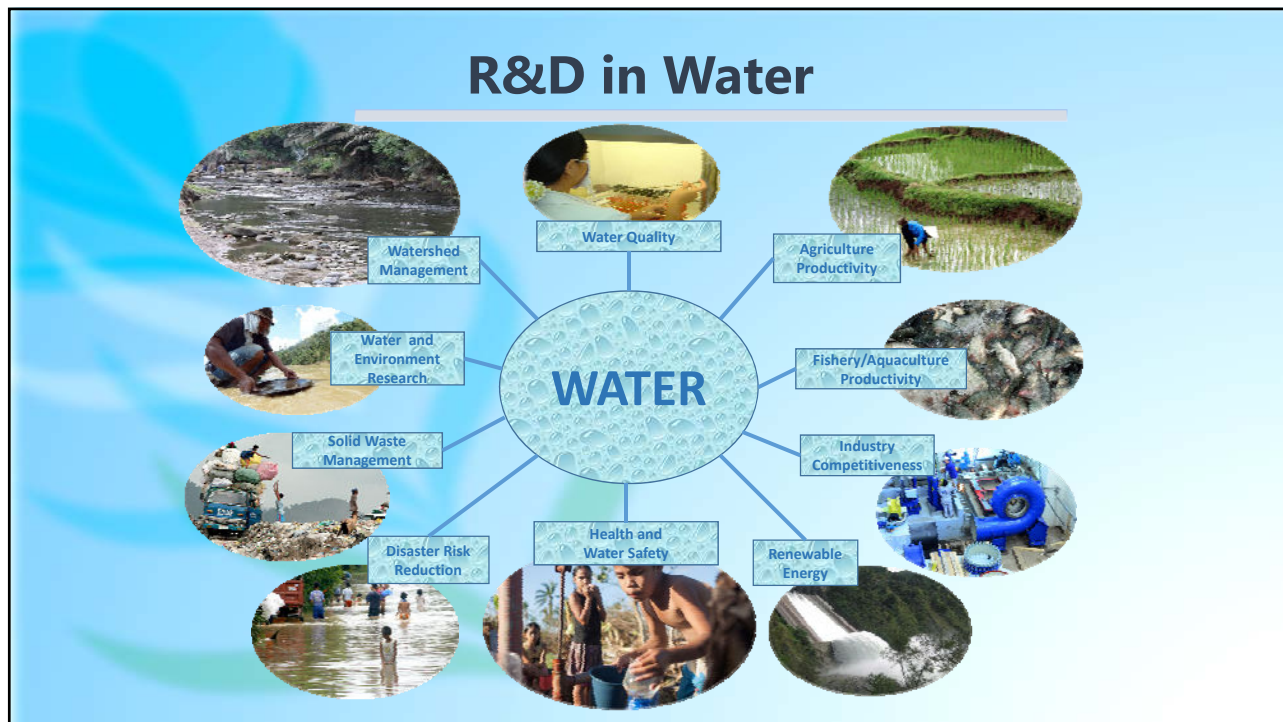 R&D in Water
Water Quality
Watershed
Management
Agriculture
Productivity
Water and
Environment
Research
Fishery/Aquaculture
Productivity
WATER
Solid Waste
Management
Industry
Competitiveness
Disaster Risk
Reduction
Health and
Water Safety
Renewable
Energy